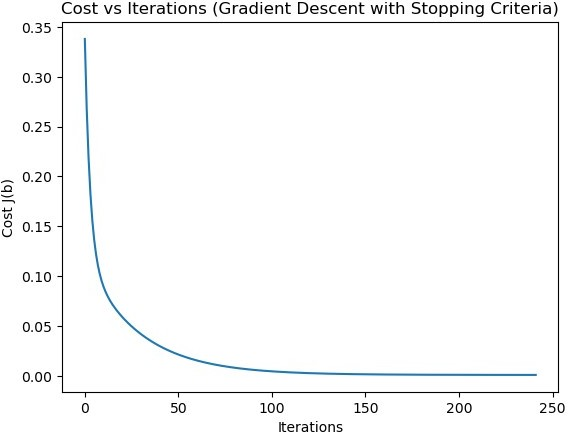 Cost vs Iterations (Gradient Descent with Stopping Criteria)
0.35
0.30
0.25
0.20
0.15
0.10
0.05
0.00
Cost J(b)
0 50 100 150 200 250
Iterations